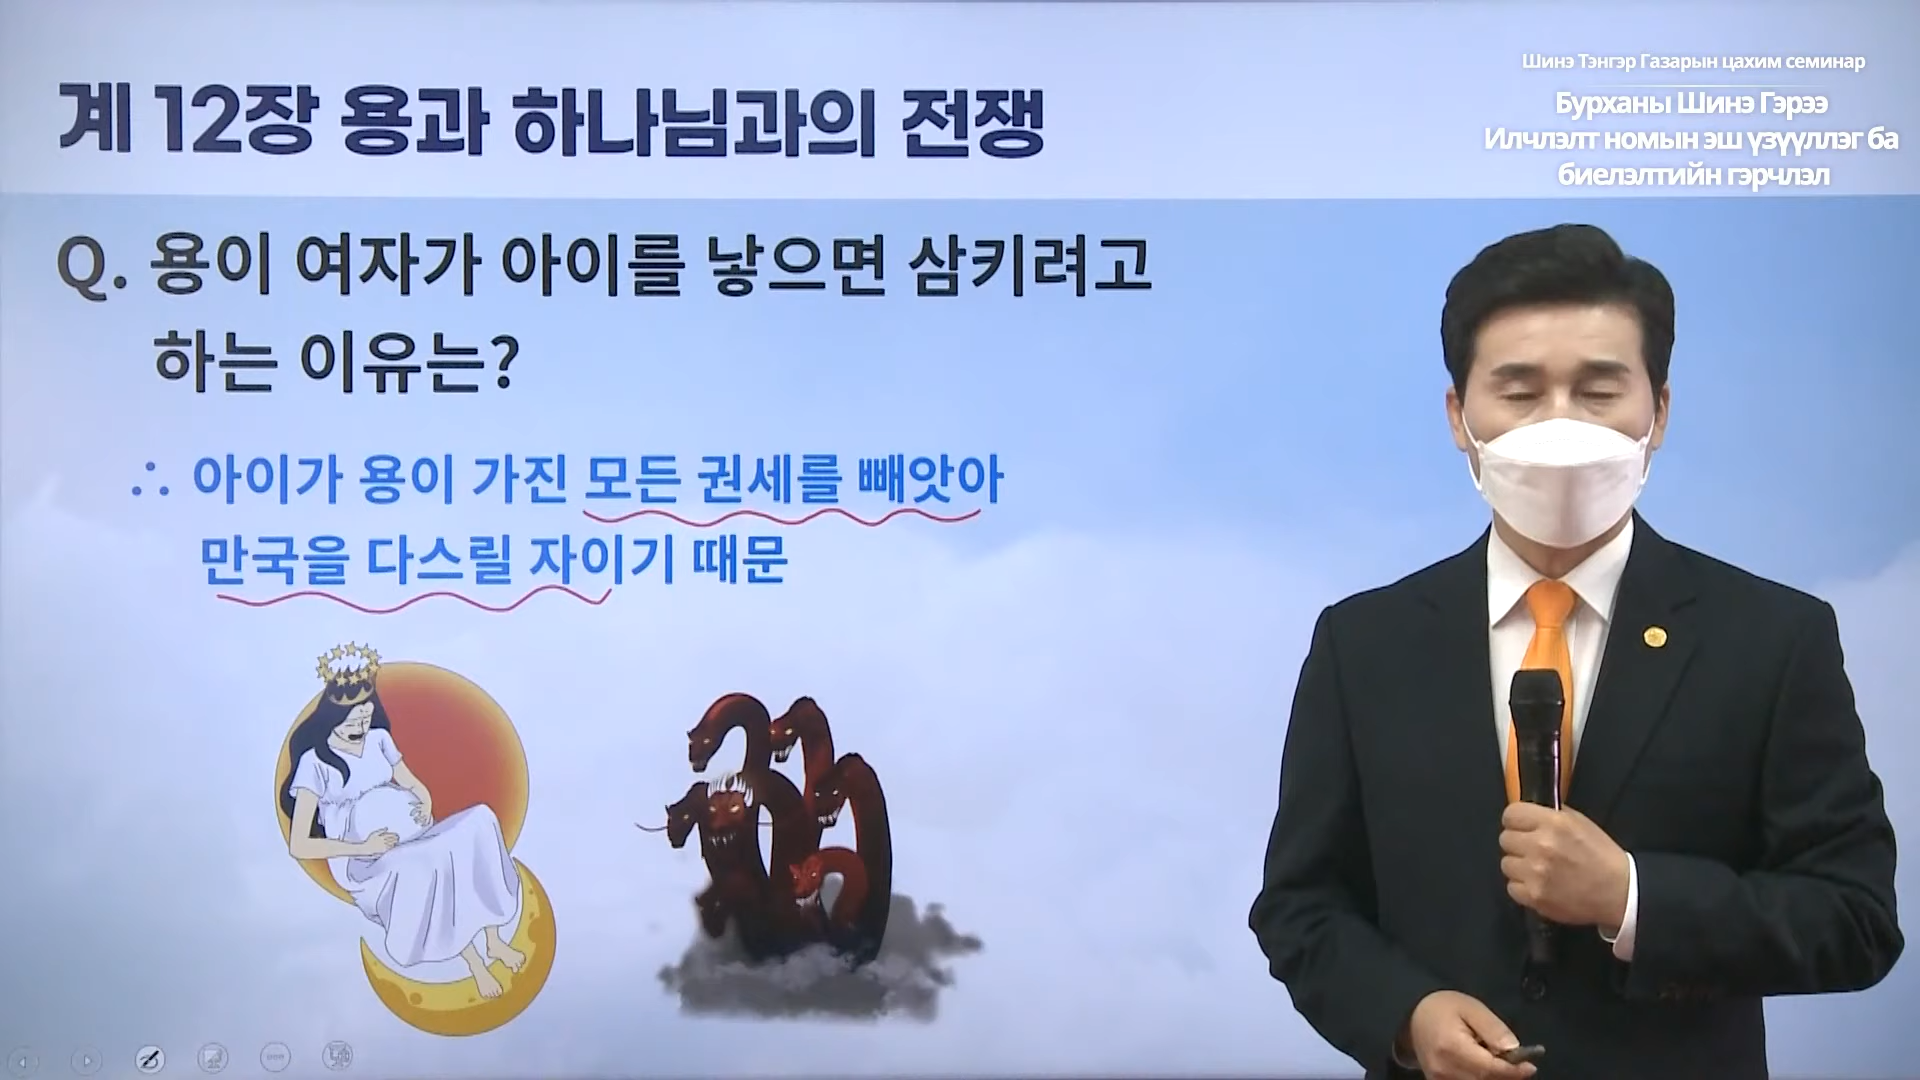 계 12장 용과 하나님과의 전쟁
Шинэ Тэнгэр Газарын цахим семинар
Бурханы Шинэ Гэрээ
Илчлэлт номын эш үзүүллэг ба
биелэлтийн гэрчлэл
Q. 용이 여자가 아이를 낳으면 삼키려고
하는 이유는?
∴ 아이가 용이 가진 모든 권세를 빼앗아
만국을 다스릴 자이기 때문